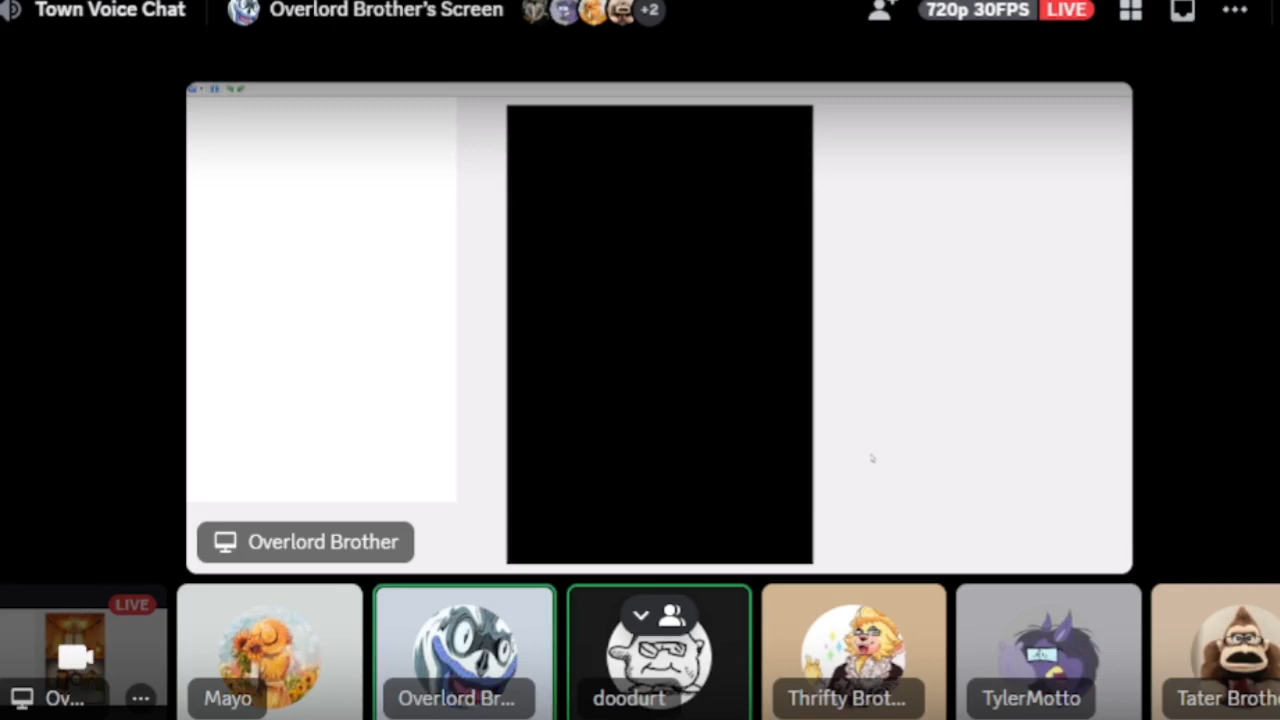 Town Voice Chat
Overlord Brother's Screen
+2
720p 30FPS
LIVE
Overlord Brother
LIVE
Ov...
Mayo
Overlord Br...
doodurt
Thrifty Brot...
TylerMotto
Tater Broth